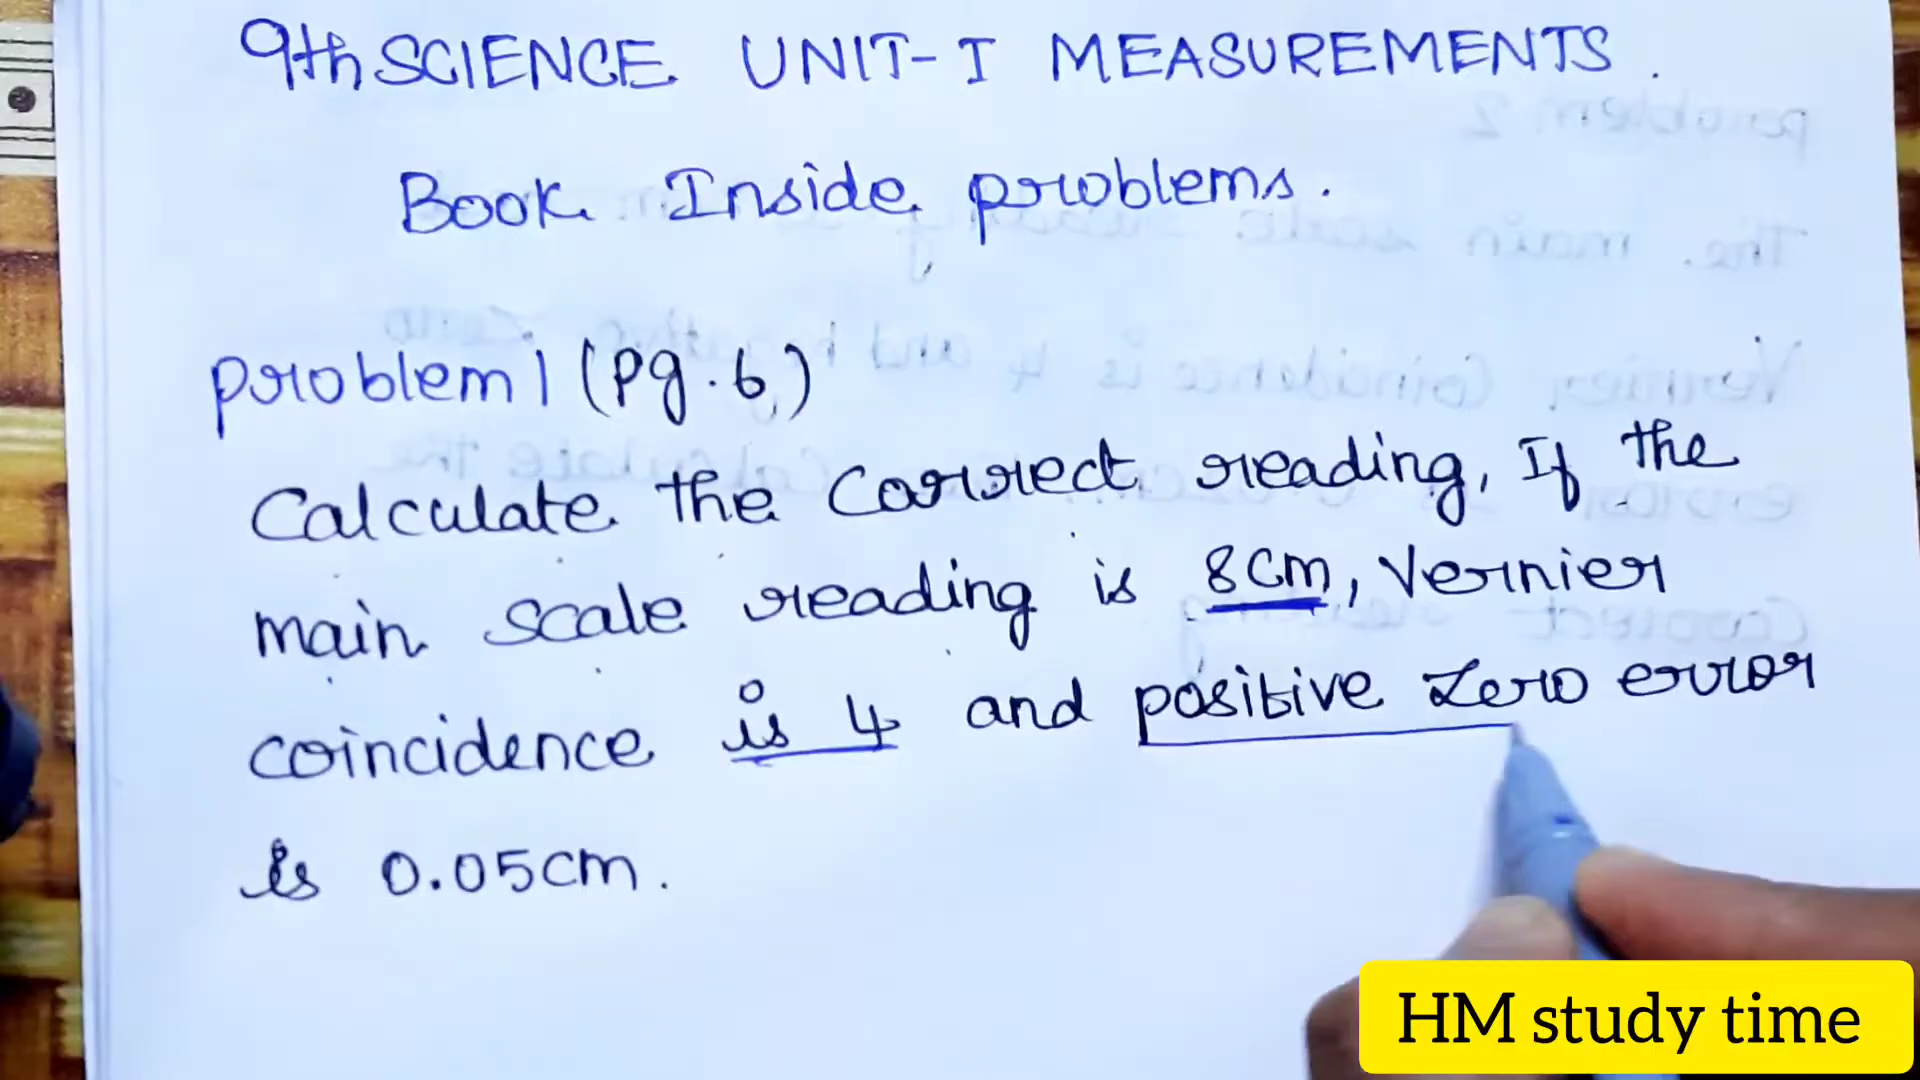 9th SCIENCE UNIT-I MEASUREMENTS.
Book Inside problems.
problem 1 (pg.6)
Calculate the Correct reading, If the
main scale reading is 8cm, Vernier
coincidence is 4 and positive Zero error
is 0.05cm.
HM study time